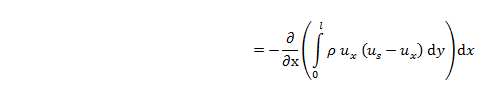 = −∂/∂x (∫₀ˡ ρ uₓ (uₛ − uₓ) dy) dx